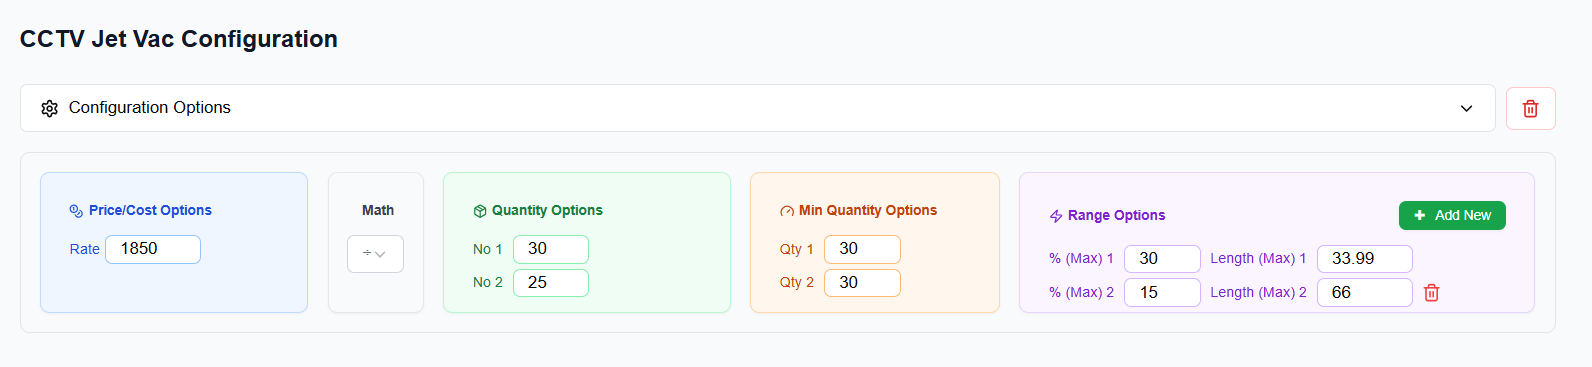 CCTV Jet Vac Configuration
Configuration Options
Price/Cost Options
Rate 1850
Math
÷
Quantity Options
No 1 30
No 2 25
Min Quantity Options
Qty 1 30
Qty 2 30
Range Options
+ Add New
% (Max) 1 30 Length (Max) 1 33.99
% (Max) 2 15 Length (Max) 2 66